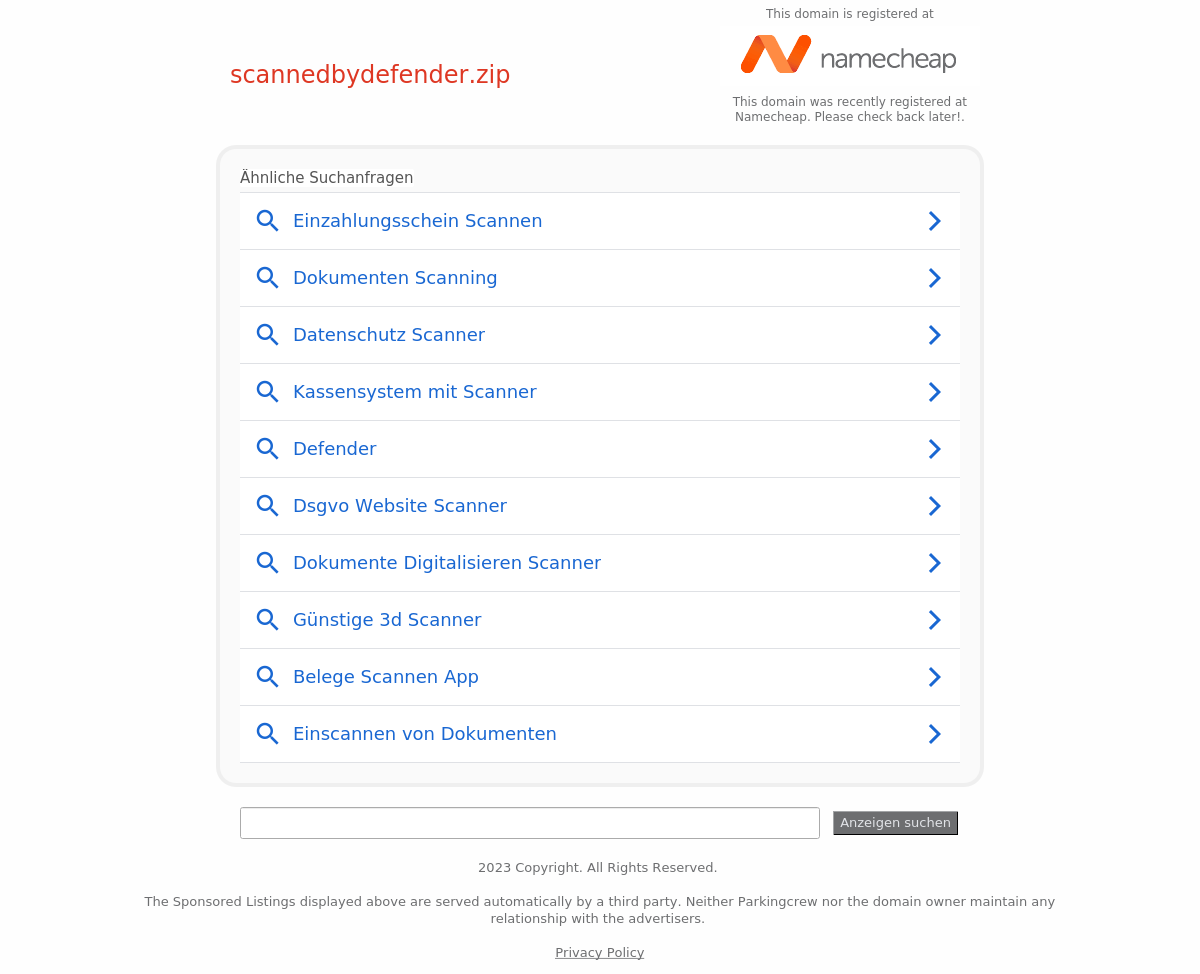 This domain is registered at
namecheap
scannedbydefender.zip
This domain was recently registered at
Namecheap. Please check back later!.
Ähnliche Suchanfragen
Einzahlungsschein Scannen
Dokumenten Scanning
Datenschutz Scanner
Kassensystem mit Scanner
Defender
Dsgvo Website Scanner
Dokumente Digitalisieren Scanner
Günstige 3d Scanner
Belege Scannen App
Einscannen von Dokumenten
Anzeigen suchen
2023 Copyright. All Rights Reserved.
The Sponsored Listings displayed above are served automatically by a third party. Neither Parkingcrew nor the domain owner maintain any
relationship with the advertisers.
Privacy Policy